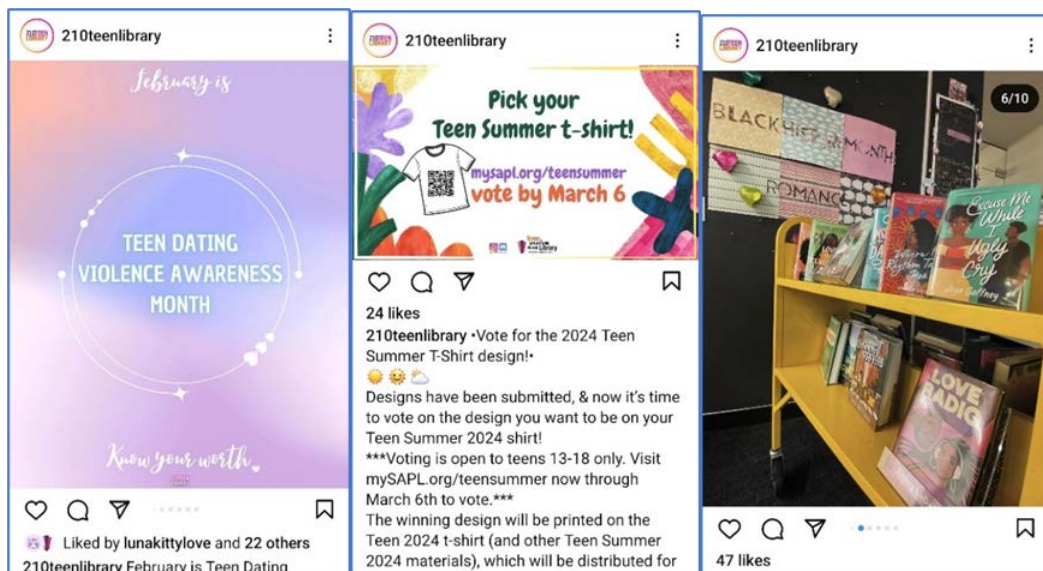 210teenlibrary
February is
TEEN DATING
VIOLENCE AWARENESS
MONTH
Know your worth
Liked by lunakittylove and 22 others
210teenlibrary February is Teen Dating
210teenlibrary
Pick your
Teen Summer t-shirt!
mysapl.org/teensummer
vote by March 6
24 likes
210teenlibrary •Vote for the 2024 Teen
Summer T-Shirt design!•
Designs have been submitted, & now it's time
to vote on the design you want to be on your
Teen Summer 2024 shirt!
***Voting is open to teens 13-18 only. Visit
mySAPL.org/teensummer now through
March 6th to vote.***
The winning design will be printed on the
Teen 2024 t-shirt (and other Teen Summer
2024 materials), which will be distributed for
210teenlibrary
6/10
BLACK HISTORY MONTH
ROMANCE
Excuse Me
While
I
Ugly
Cry
Joya Goffney
LOVE
RADIO
47 likes